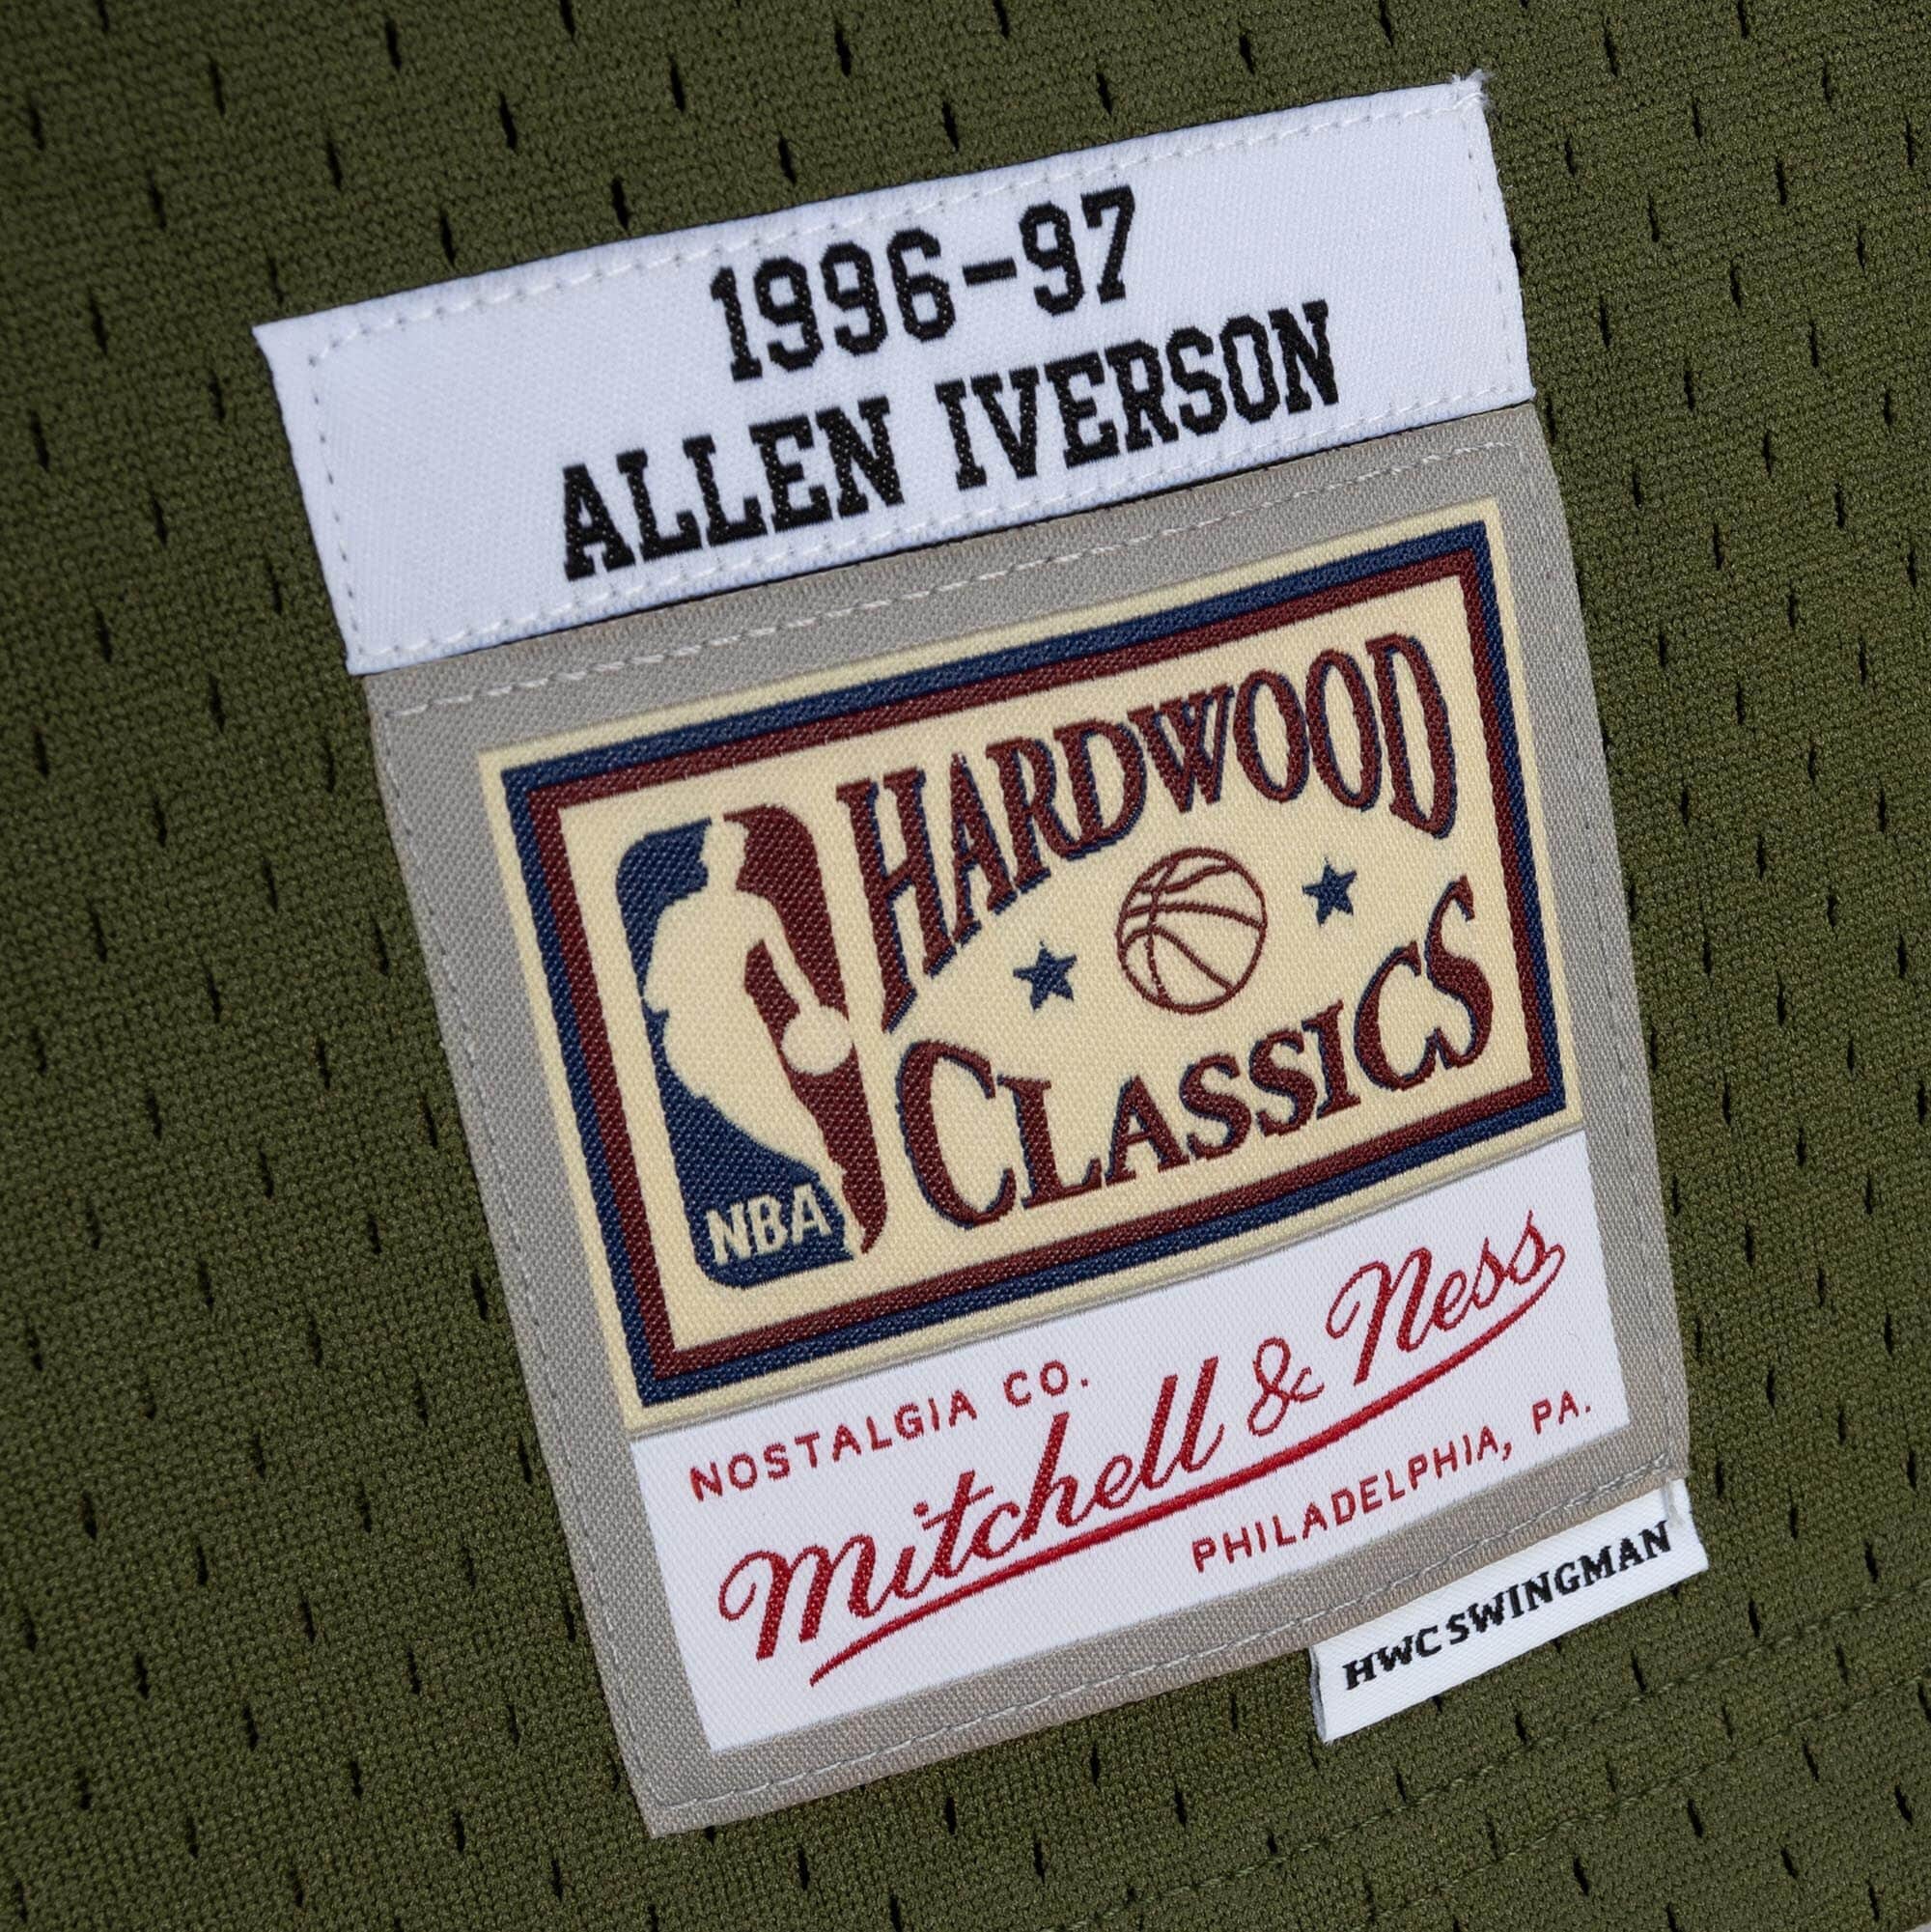 1996-97
ALLEN IVERSON
HARDWOOD
CLASSICS
NBA
NOSTALGIA CO.
Mitchell & Ness
PHILADELPHIA, PA.
HWC SWINGMAN